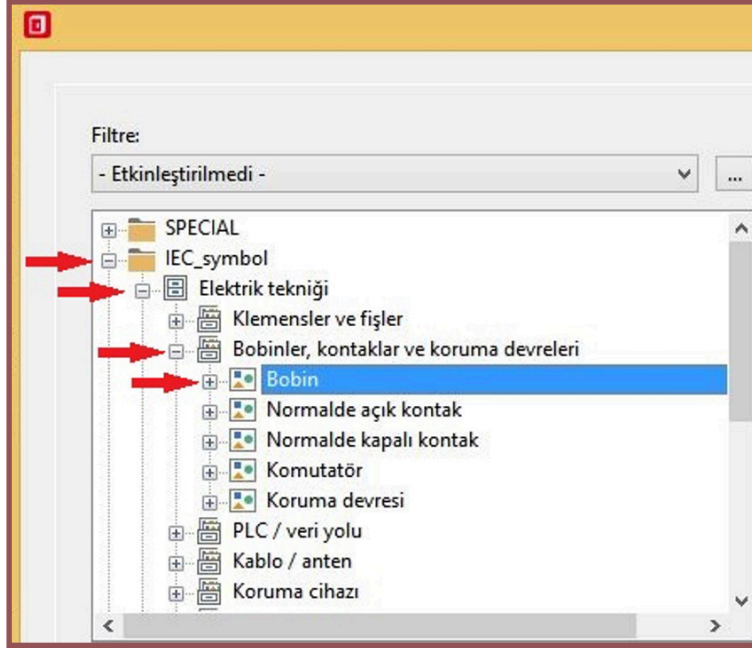 Filtre:
- Etkinleştirilmedi -
...
SPECIAL
IEC_symbol
Elektrik tekniği
Klemensler ve fişler
Bobinler, kontaklar ve koruma devreleri
Bobin
Normalde açık kontak
Normalde kapalı kontak
Komutatör
Koruma devresi
PLC / veri yolu
Kablo / anten
Koruma cihazı